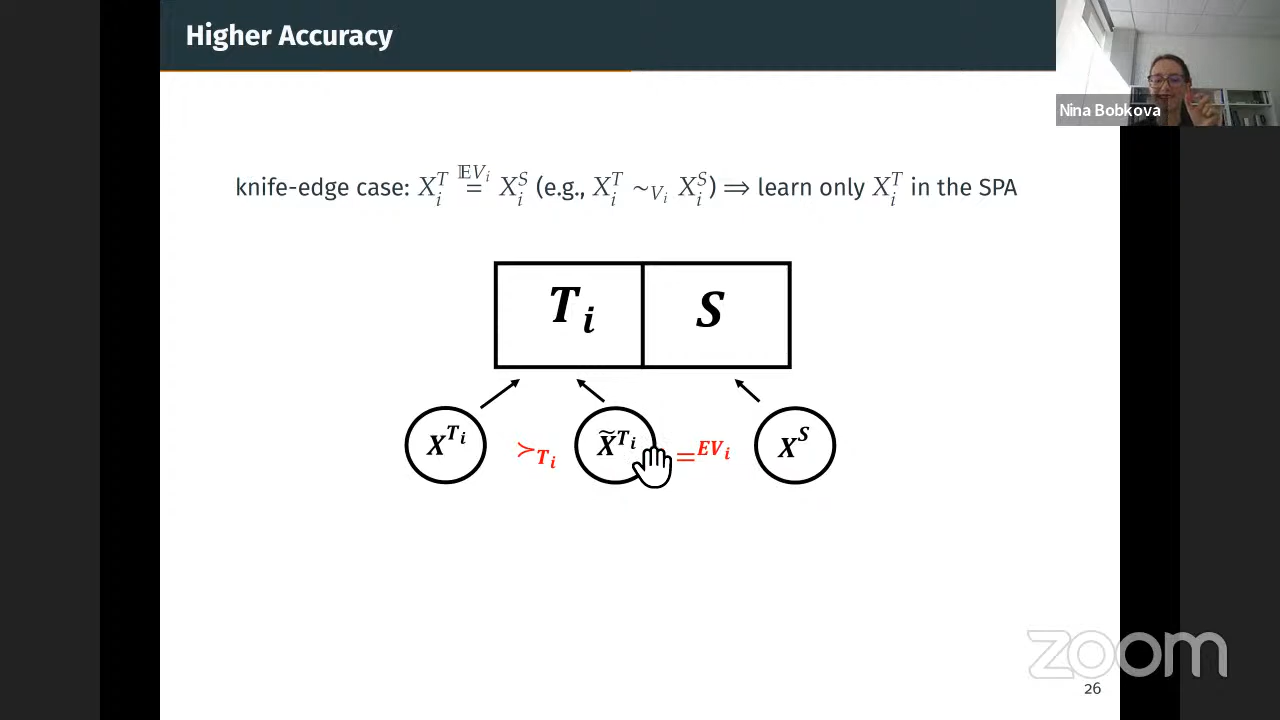 Higher Accuracy
Nina Bobkova
knife-edge case: X_i^T =^{𝔼V_i} X_i^S (e.g., X_i^T ∼_{V_i} X_i^S) ⇒ learn only X_i^T in the SPA
T_i S
X^{T_i} ≻_{T_i} X̃^{T_i} =^{EV_i} X^S
zoom
26